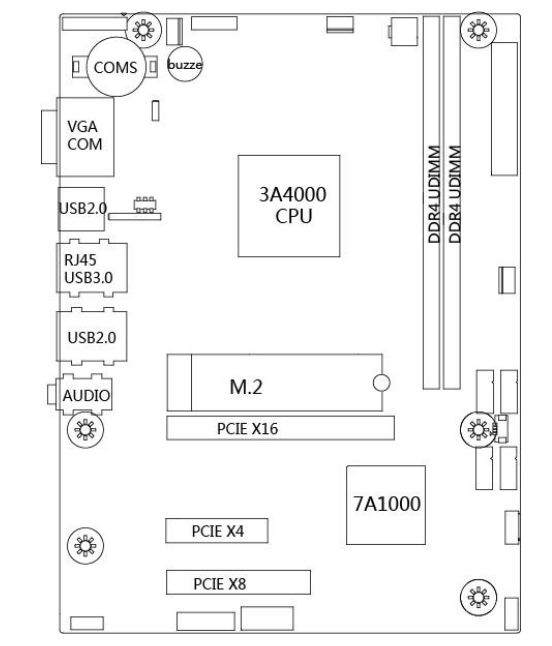 COMS
buzze
VGA
COM
USB2.0
3A4000
CPU
DDR4 UDIMM
DDR4 UDIMM
RJ45
USB3.0
USB2.0
AUDIO
M.2
PCIE X16
7A1000
PCIE X4
PCIE X8